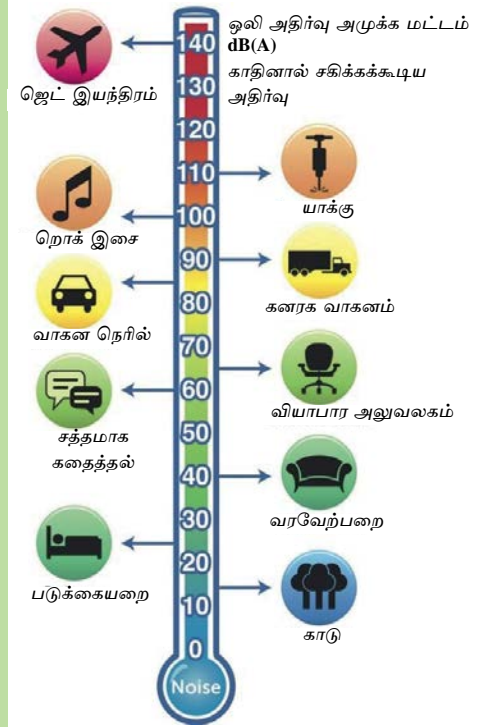 ஒலி அதிர்வு அமுக்க மட்டம்
dB(A)
காதினால் சகிக்கக்கூடிய
அதிர்வு
140
ஜெட் இயந்திரம்
130
120
110
யாக்கு
றொக் இசை
100
90
கனரக வாகனம்
வாகன நெரில்
80
70
வியாபார அலுவலகம்
60
சத்தமாக
கதைத்தல்
50
40
வரவேற்பறை
30
படுக்கையறை
20
10
காடு
0
Noise